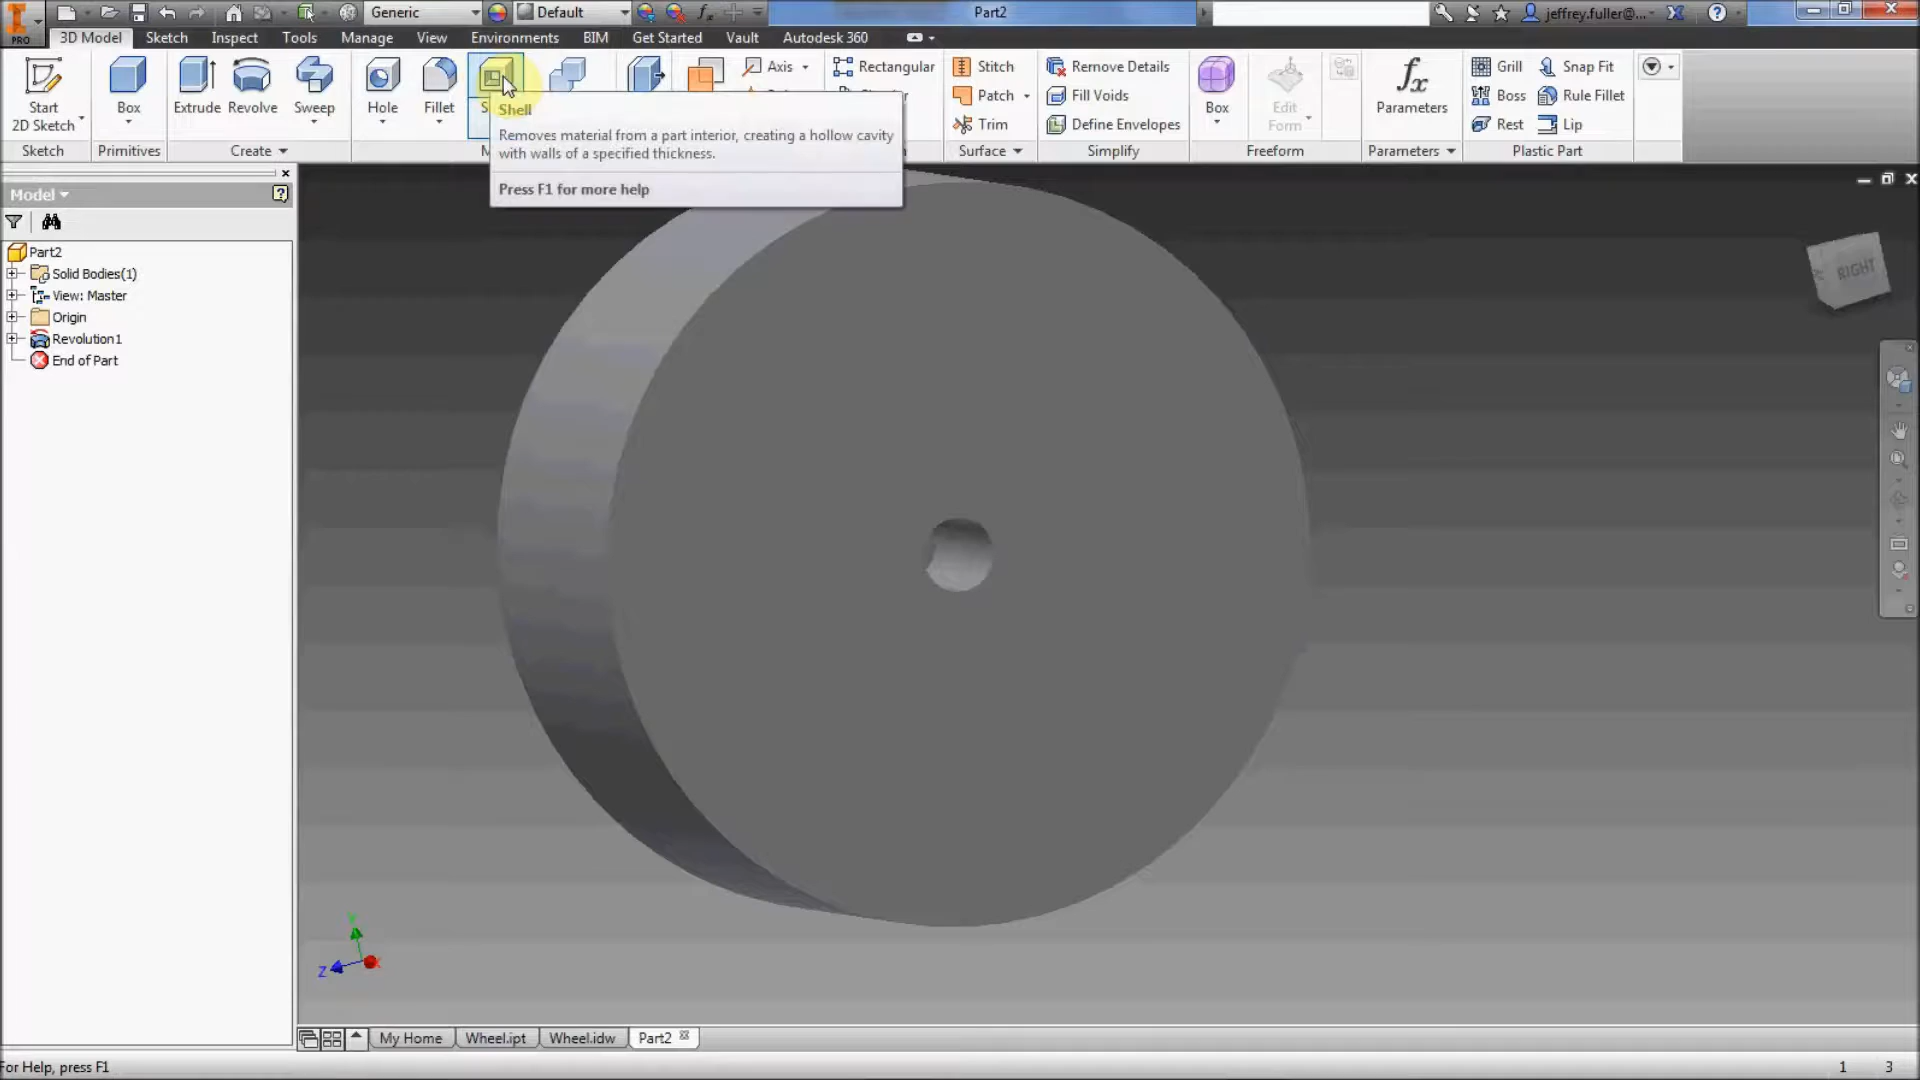 Generic
Default
Part2
jeffrey.fuller@...
PRO
3D Model
Sketch
Inspect
Tools
Manage
View
Environments
BIM
Get Started
Vault
Autodesk 360
Start
2D Sketch
Box
Extrude
Revolve
Sweep
Hole
Fillet
Axis
Rectangular
Stitch
Patch
Trim
Remove Details
Fill Voids
Define Envelopes
Box
Edit
Form
fx
Parameters
Grill
Boss
Rest
Snap Fit
Rule Fillet
Lip
Sketch
Primitives
Create
Surface
Simplify
Freeform
Parameters
Plastic Part
Shell
Removes material from a part interior, creating a hollow cavity
with walls of a specified thickness.
Press F1 for more help
Model
Part2
Solid Bodies(1)
View: Master
Origin
Revolution1
End of Part
RIGHT
Y
Z
X
My Home
Wheel.ipt
Wheel.idw
Part2
For Help, press F1
1
3